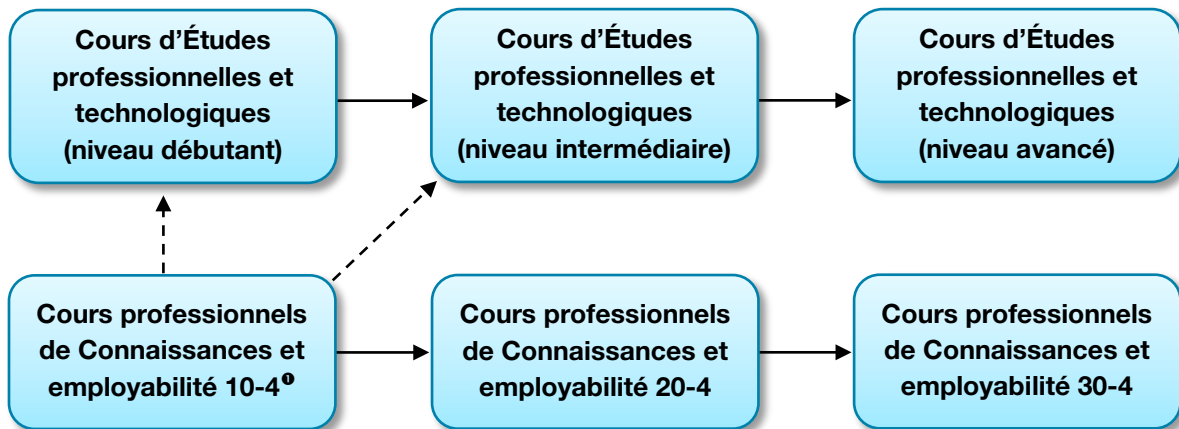 Cours d’Études
professionnelles et
technologiques
(niveau débutant)
Cours d’Études
professionnelles et
technologiques
(niveau intermédiaire)
Cours d’Études
professionnelles et
technologiques
(niveau avancé)
Cours professionnels
de Connaissances et
employabilité 10-4❶
Cours professionnels
de Connaissances et
employabilité 20-4
Cours professionnels
de Connaissances et
employabilité 30-4